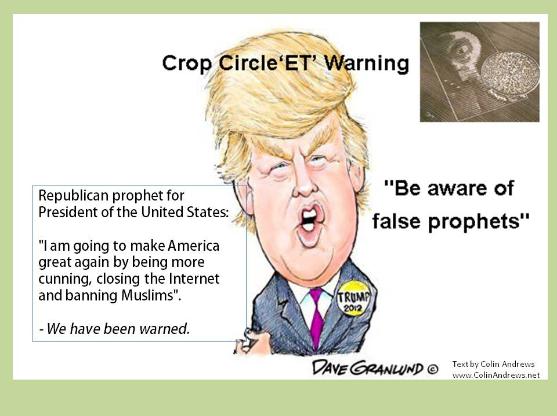 Crop Circle‘ET’ Warning
"Be aware of
false prophets"
Republican prophet for
President of the United States:
"I am going to make America
great again by being more
cunning, closing the Internet
and banning Muslims".
- We have been warned.
TRUMP
2012
DAVE GRANLUND ©
Text by Colin Andrews
www.ColinAndrews.net